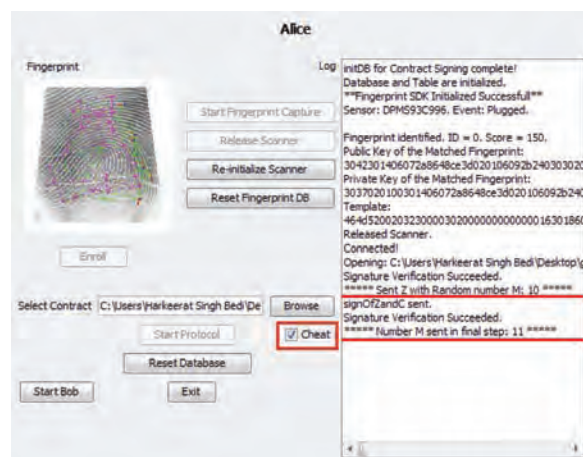 Alice
Fingerprint
Start Fingerprint Capture
Release Scanner
Re-initialize Scanner
Reset Fingerprint DB
Enroll
Select Contract C:\Users\Harkeerat Singh Bedi\De Browse
Start Protocol Cheat
Reset Database
Start Bob Exit
Log
initDB for Contract Signing complete!
Database and Table are initialized.
**Fingerprint SDK Initialized Successfull**
Sensor: DPMS93C996. Event: Plugged.
Fingerprint identified. ID = 0. Score = 150.
Public Key of the Matched Fingerprint:
3042301406072a8648ce3d020106092b240303020
Private Key of the Matched Fingerprint:
3037020100301406072a8648ce3d020106092b240
Template:
Released Scanner.
Connected!
Opening: C:\Users\Harkeerat Singh Bedi\Desktop\g
Signature Verification Succeeded.
***** Sent Z with Random number M: 10 *****
signOfZandC sent.
Signature Verification Succeeded.
***** Number M sent in final step: 11 *****